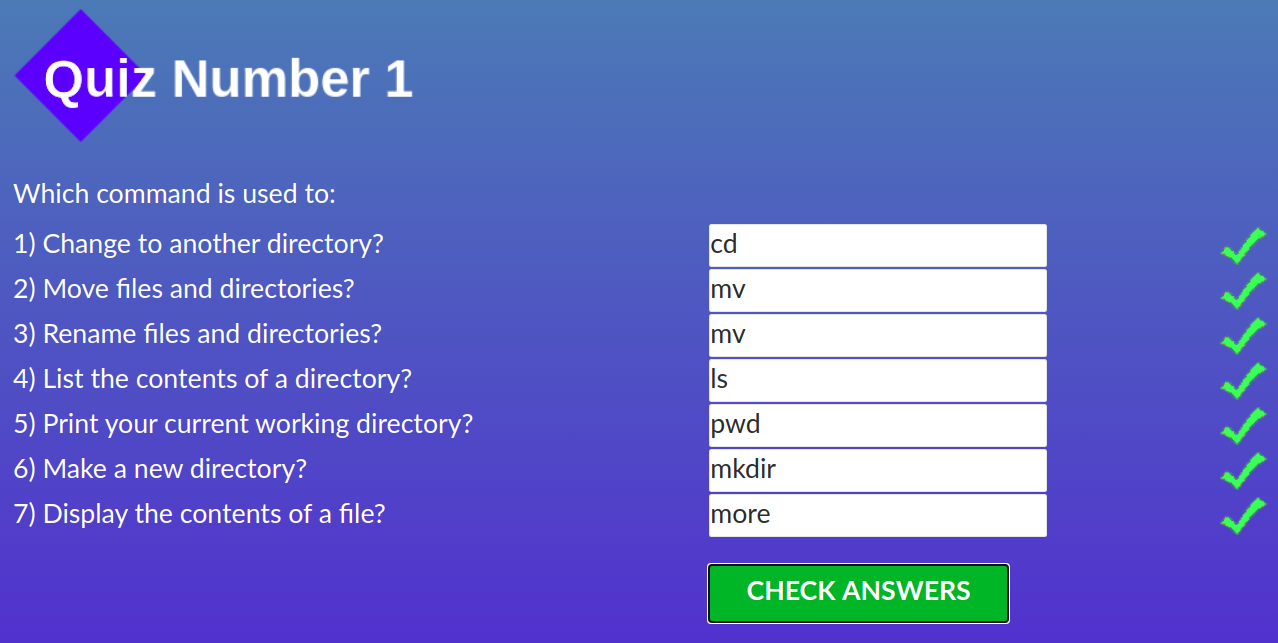 Quiz Number 1
Which command is used to:
1) Change to another directory? cd
2) Move files and directories? mv
3) Rename files and directories? mv
4) List the contents of a directory? ls
5) Print your current working directory? pwd
6) Make a new directory? mkdir
7) Display the contents of a file? more
CHECK ANSWERS